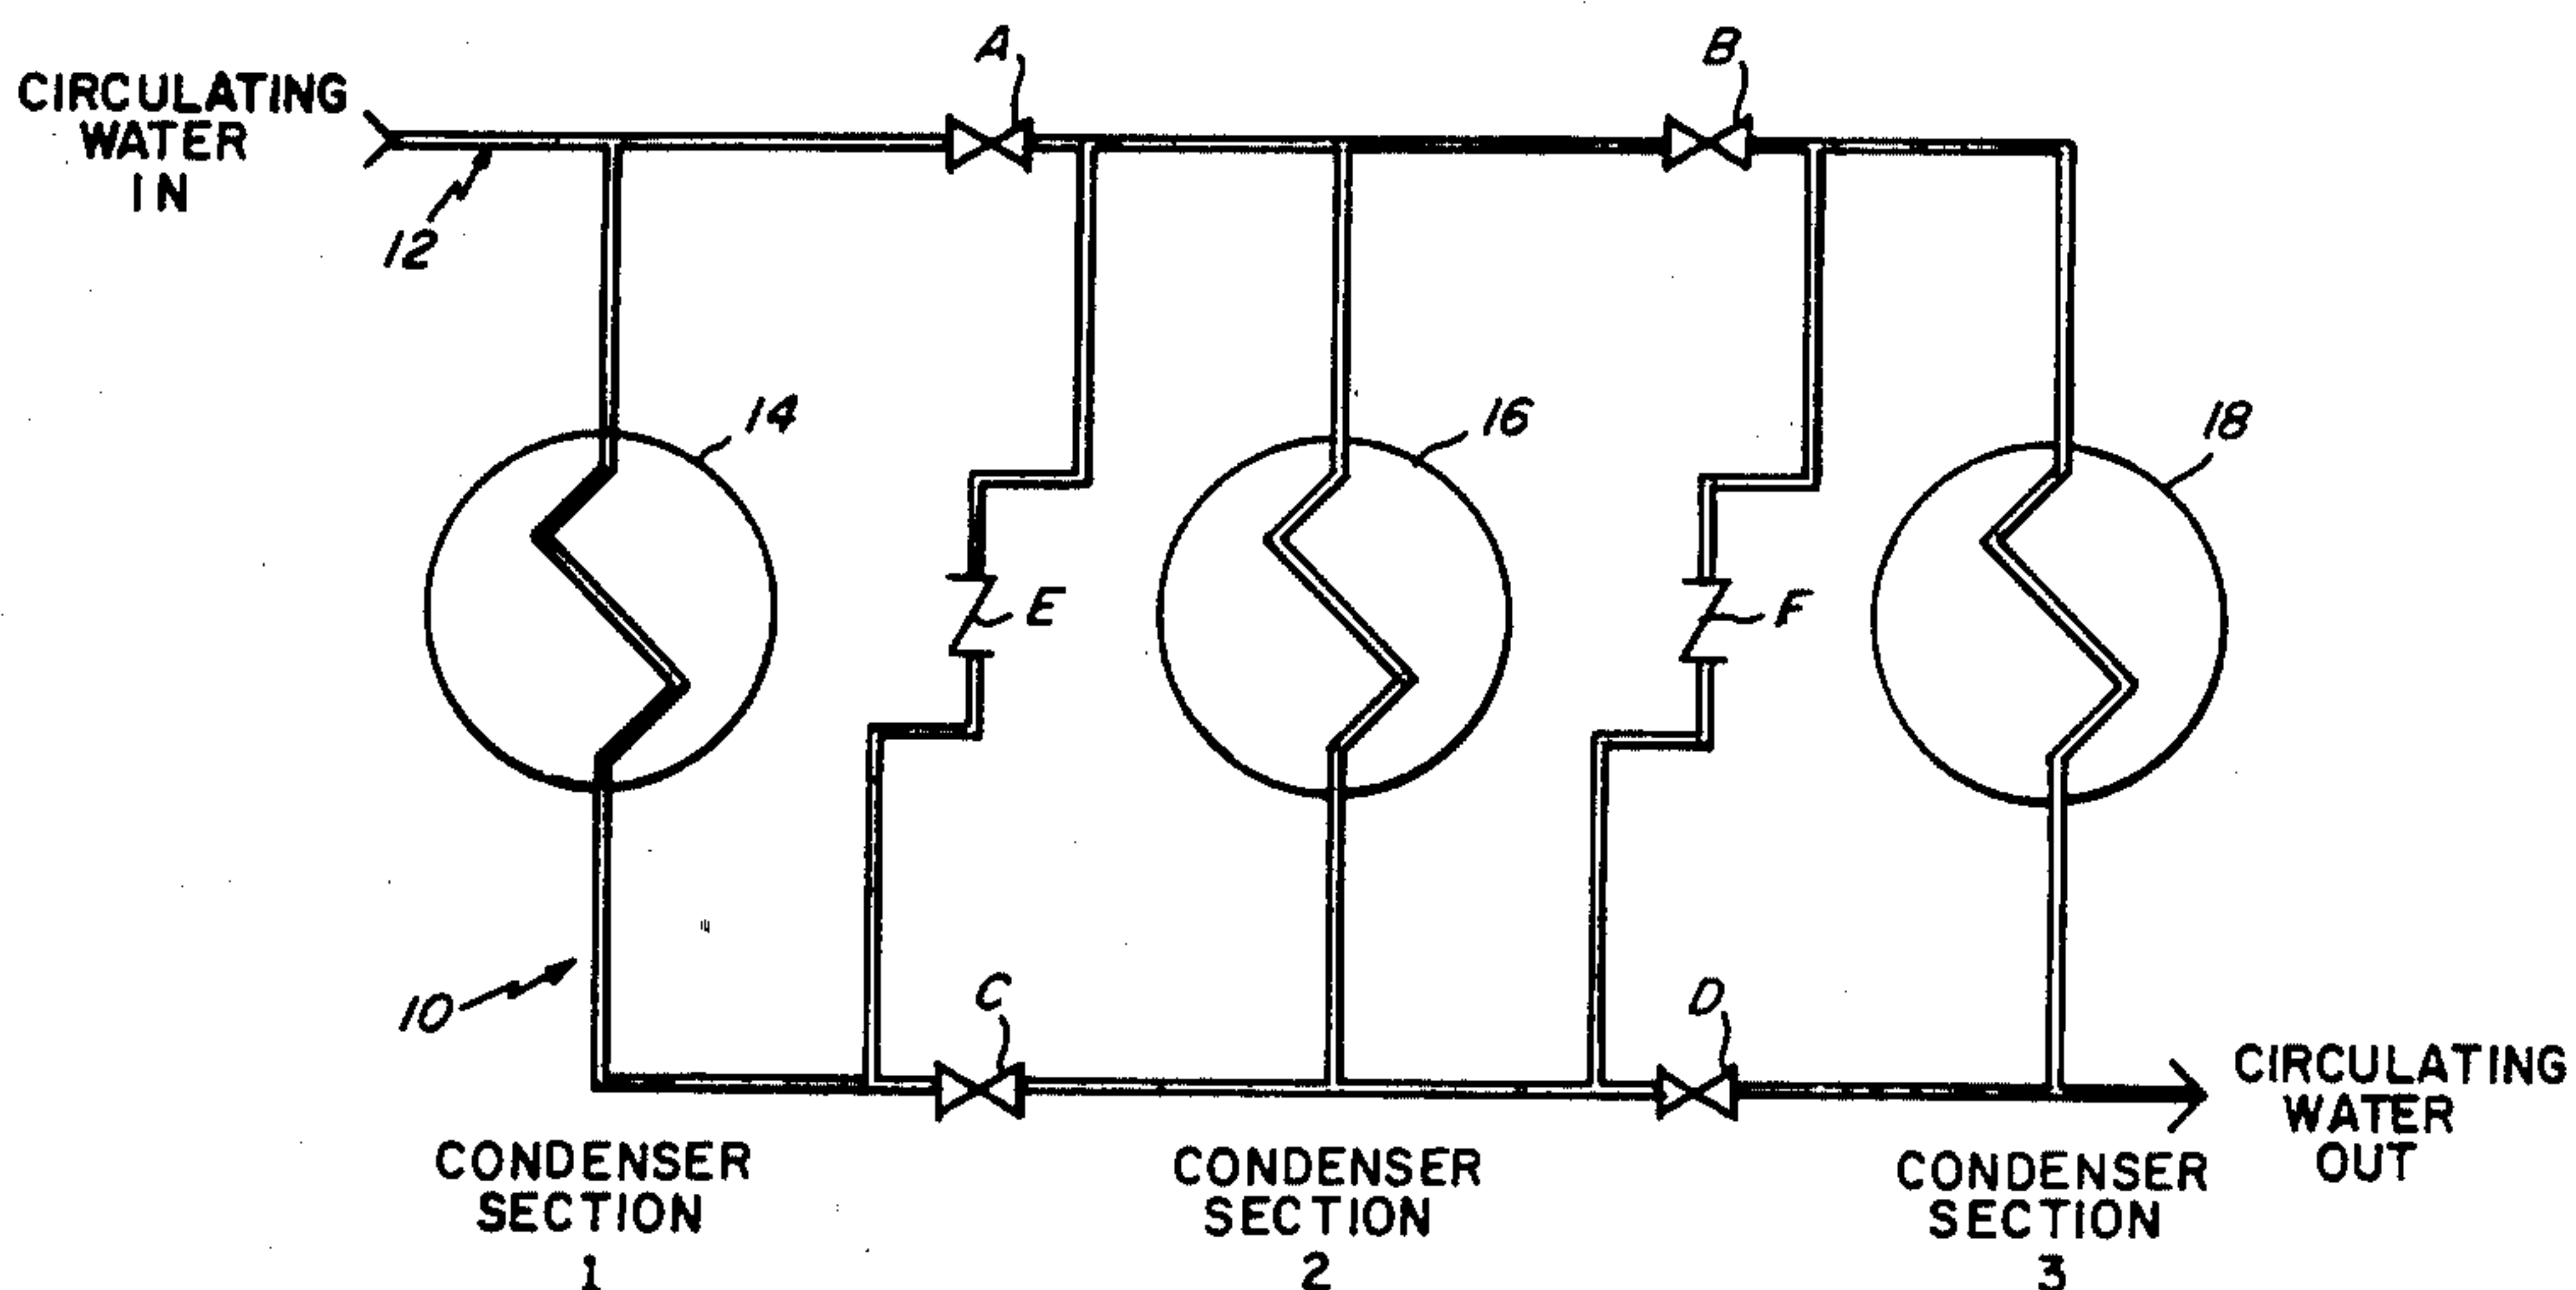 A
B
CIRCULATING
WATER
IN
12
14
16
18
E
F
10
C
D
CIRCULATING
WATER
OUT
CONDENSER
SECTION
1
CONDENSER
SECTION
2
CONDENSER
SECTION
3